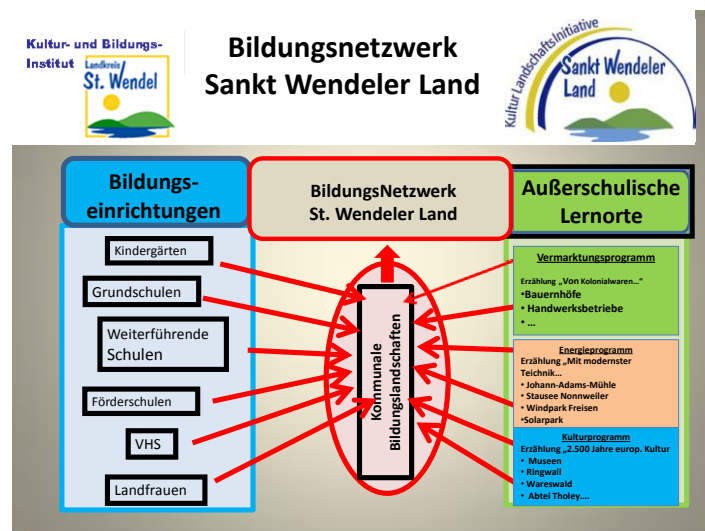 Kultur- und Bildungs-
Institut
Landkreis
St. Wendel
Bildungsnetzwerk
Sankt Wendeler Land
Kultur LandschaftsInitiative
Sankt Wendeler
Land
Bildungs-
einrichtungen
BildungsNetzwerk
St. Wendeler Land
Außerschulische
Lernorte
Kindergärten
Grundschulen
Weiterführende
Schulen
Förderschulen
VHS
Landfrauen
Kommunale
Bildungslandschaften
Vermarktungsprogramm
Erzählung „Von Kolonialwaren…“
•Bauernhöfe
• Handwerksbetriebe
• …
Energieprogramm
Erzählung „Mit modernster
Teichnik…
• Johann-Adams-Mühle
• Stausee Nonnweiler
• Windpark Freisen
•Solarpark
Kulturprogramm
Erzählung „2.500 Jahre europ. Kultur
• Museen
• Ringwall
• Wareswald
• Abtei Tholey….